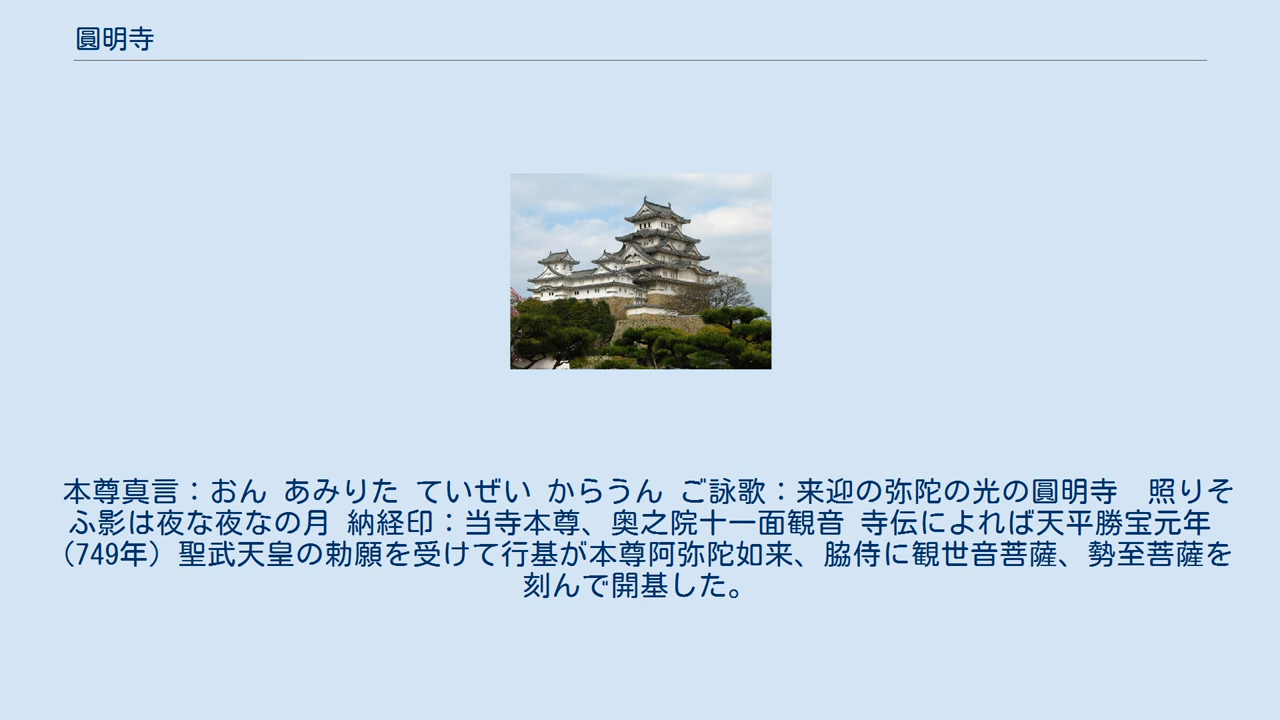 圓明寺
本尊真言：おん あみりた ていぜい からうん ご詠歌：来迎の弥陀の光の圓明寺　照りそ
ふ影は夜な夜なの月 納経印：当寺本尊、奥之院十一面観音 寺伝によれば天平勝宝元年
（749年）聖武天皇の勅願を受けて行基が本尊阿弥陀如来、脇侍に観世音菩薩、勢至菩薩を
刻んで開基した。